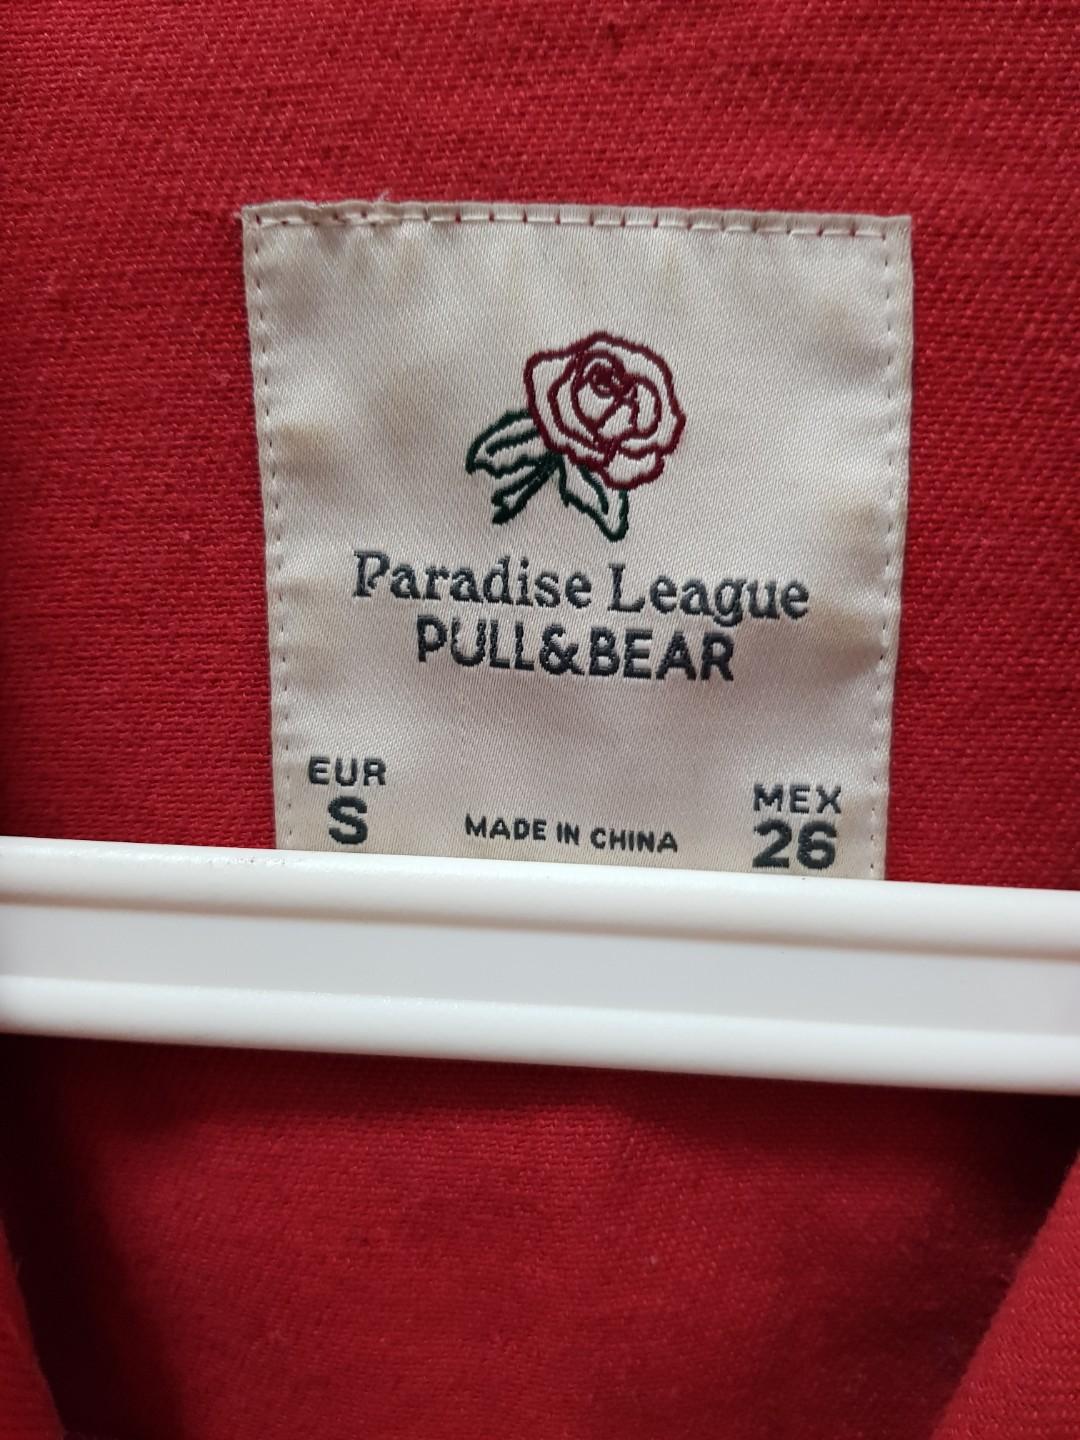 Paradise League
PULL&BEAR
EUR
S
MADE IN CHINA
MEX
26